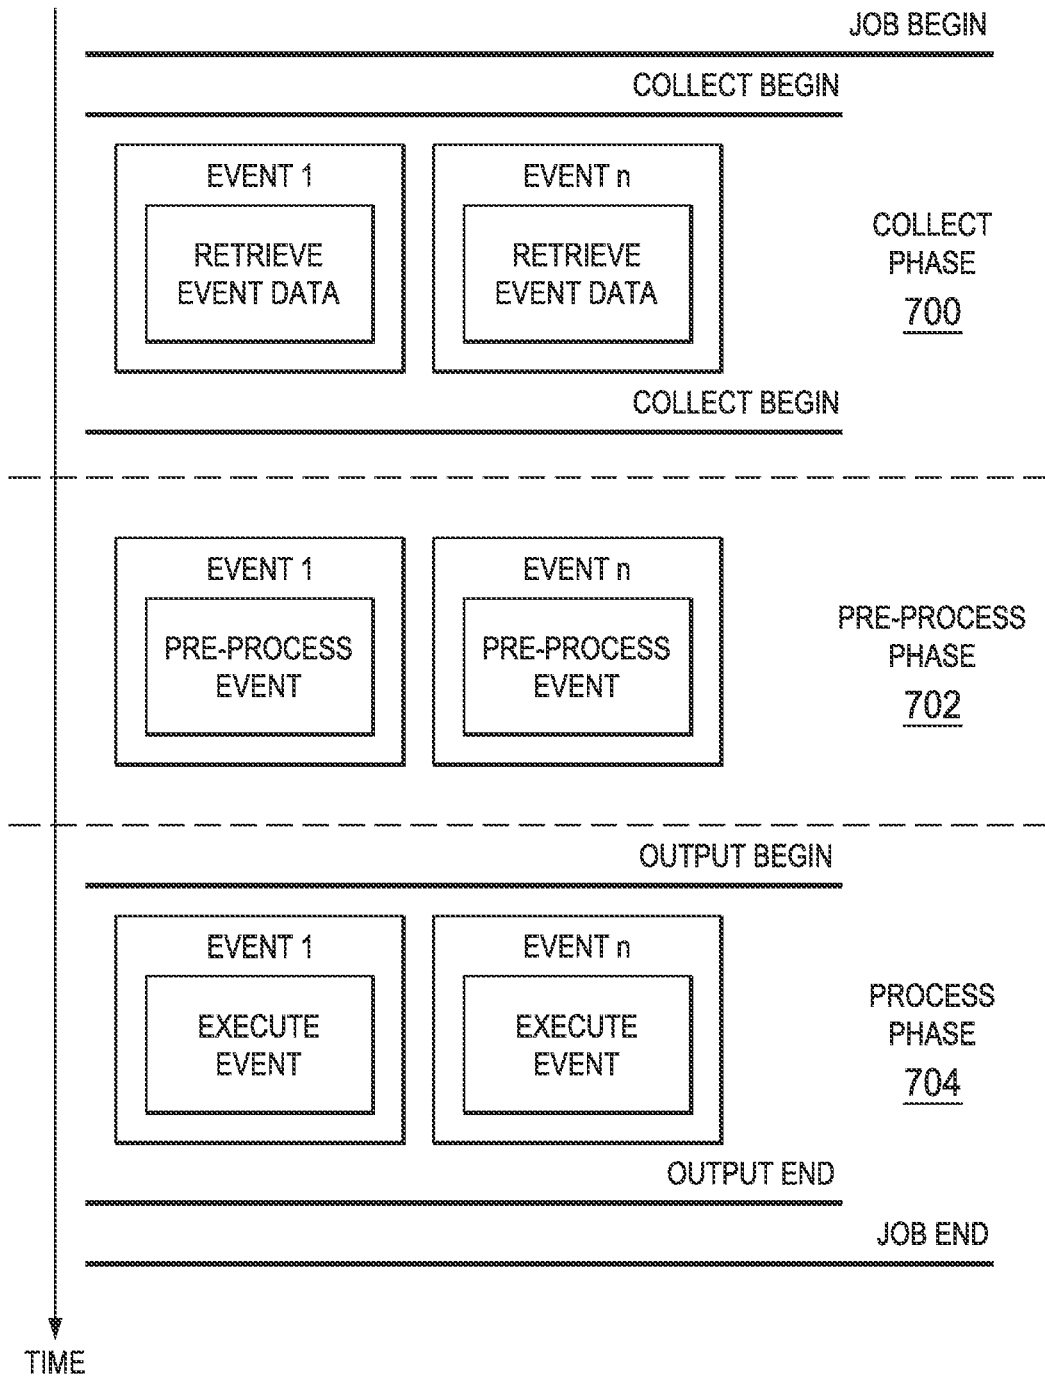 JOB BEGIN
COLLECT BEGIN
EVENT 1
RETRIEVE
EVENT DATA
EVENT n
RETRIEVE
EVENT DATA
COLLECT
PHASE
700
COLLECT BEGIN
EVENT 1
PRE-PROCESS
EVENT
EVENT n
PRE-PROCESS
EVENT
PRE-PROCESS
PHASE
702
OUTPUT BEGIN
EVENT 1
EXECUTE
EVENT
EVENT n
EXECUTE
EVENT
PROCESS
PHASE
704
OUTPUT END
JOB END
TIME